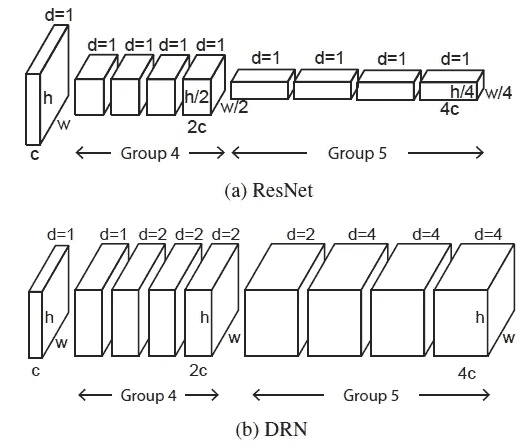 d=1
d=1 d=1 d=1 d=1 d=1 d=1 d=1 d=1
h h/2 h/4 w/4
w w/2
c 2c 4c
Group 4 Group 5
(a) ResNet
d=1 d=1 d=2 d=2 d=2 d=2 d=4 d=4 d=4
h h h
w w w
c 2c 4c
Group 4 Group 5
(b) DRN